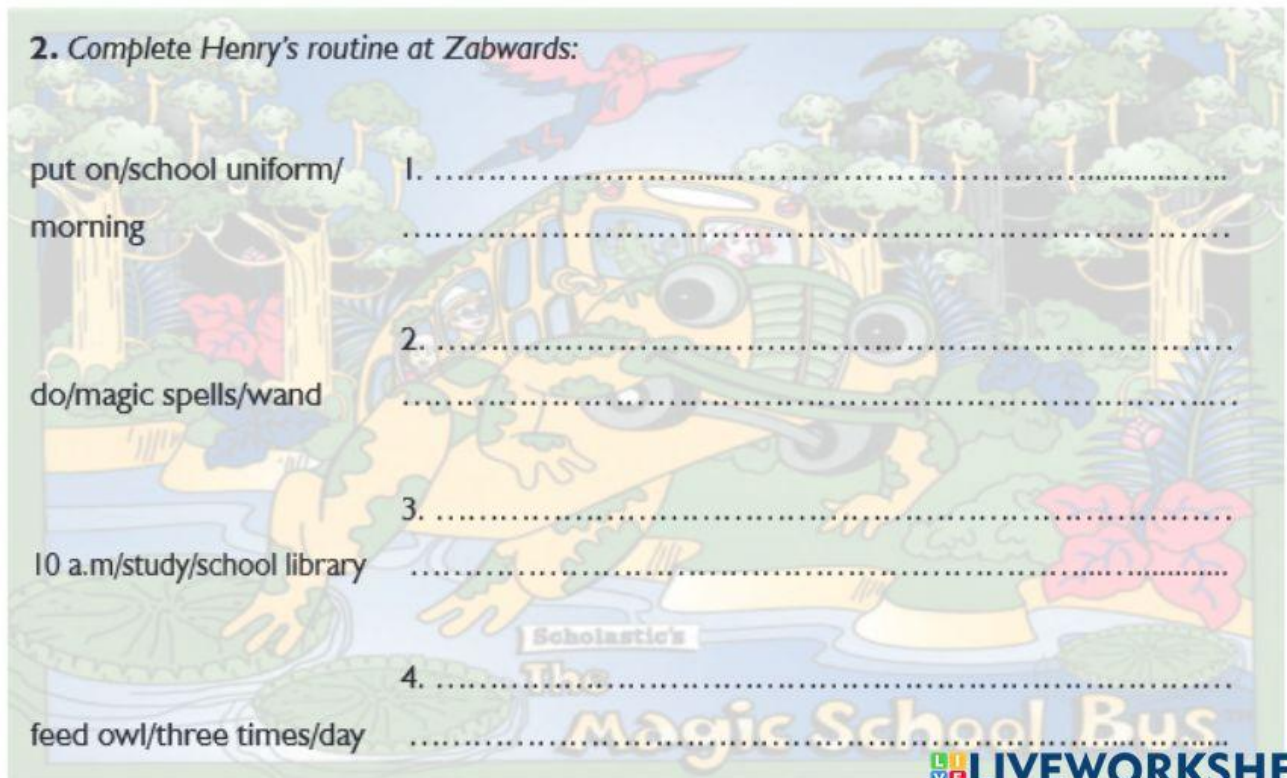 2. Complete Henry's routine at Zabwards:
put on/school uniform/
1. ..............................................................
morning
..............................................................
2. ..............................................................
do/magic spells/wand
..............................................................
3. ..............................................................
10 a.m/study/school library
..............................................................
Scholastic's
The
4. ..............................................................
Magic School Bus
feed owl/three times/day
..............................................................